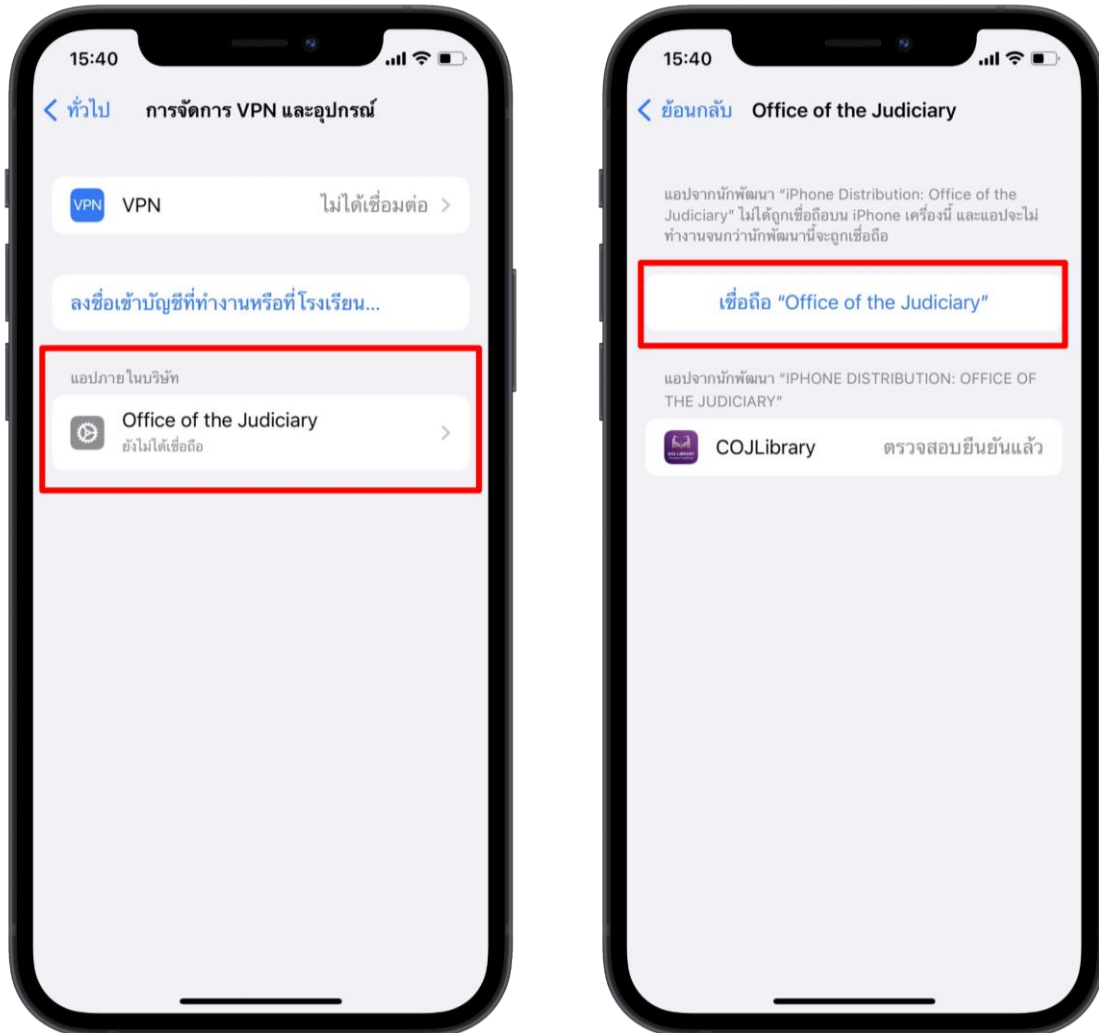 15:40
ทั่วไป การจัดการ VPN และอุปกรณ์
VPN VPN ไม่ได้เชื่อมต่อ
ลงชื่อเข้าบัญชีที่ทำงานหรือที่โรงเรียน...
แอปภายในบริษัท
Office of the Judiciary
ยังไม่ได้เชื่อถือ
15:40
ย้อนกลับ Office of the Judiciary
แอปจากนักพัฒนา "iPhone Distribution: Office of the
Judiciary" ไม่ได้ถูกเชื่อถือบน iPhone เครื่องนี้ และแอปจะไม่
ทำงานจนกว่านักพัฒนานี้จะถูกเชื่อถือ
เชื่อถือ "Office of the Judiciary"
แอปจากนักพัฒนา "IPHONE DISTRIBUTION: OFFICE OF
THE JUDICIARY"
COJLibrary ตรวจสอบยืนยันแล้ว